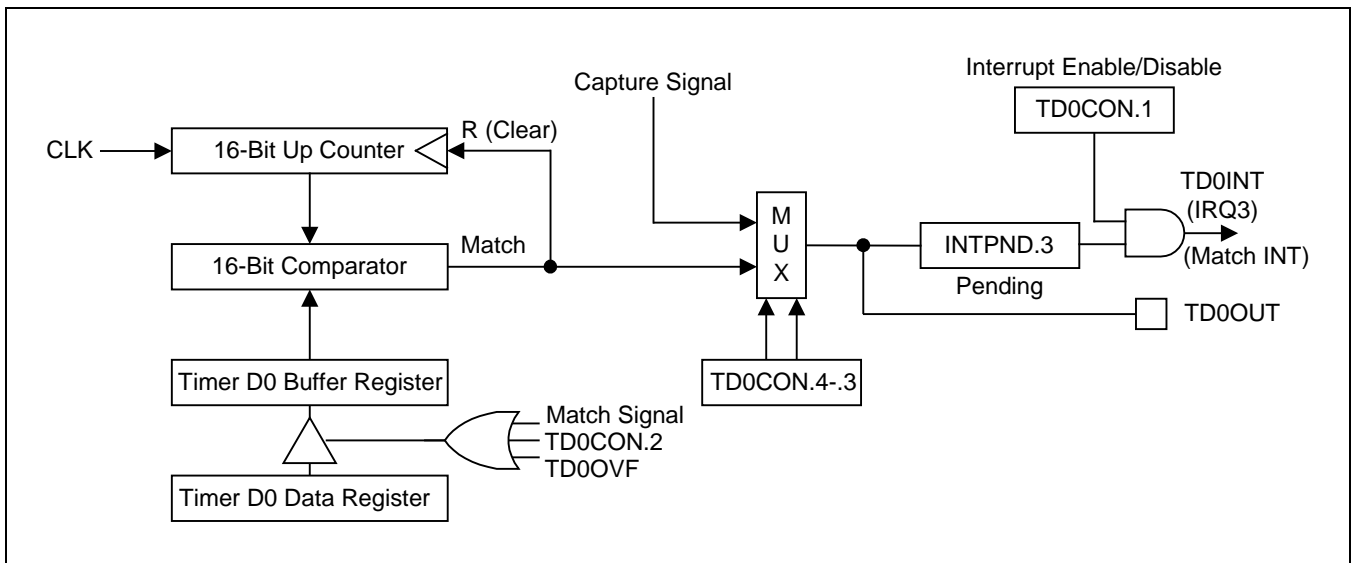 Interrupt Enable/Disable
Capture Signal
TD0CON.1
R (Clear)
CLK
16-Bit Up Counter
TD0INT
(IRQ3)
M
U
X
Match
16-Bit Comparator
INTPND.3
(Match INT)
Pending
TD0OUT
Timer D0 Buffer Register
TD0CON.4-.3
Match Signal
TD0CON.2
TD0OVF
Timer D0 Data Register